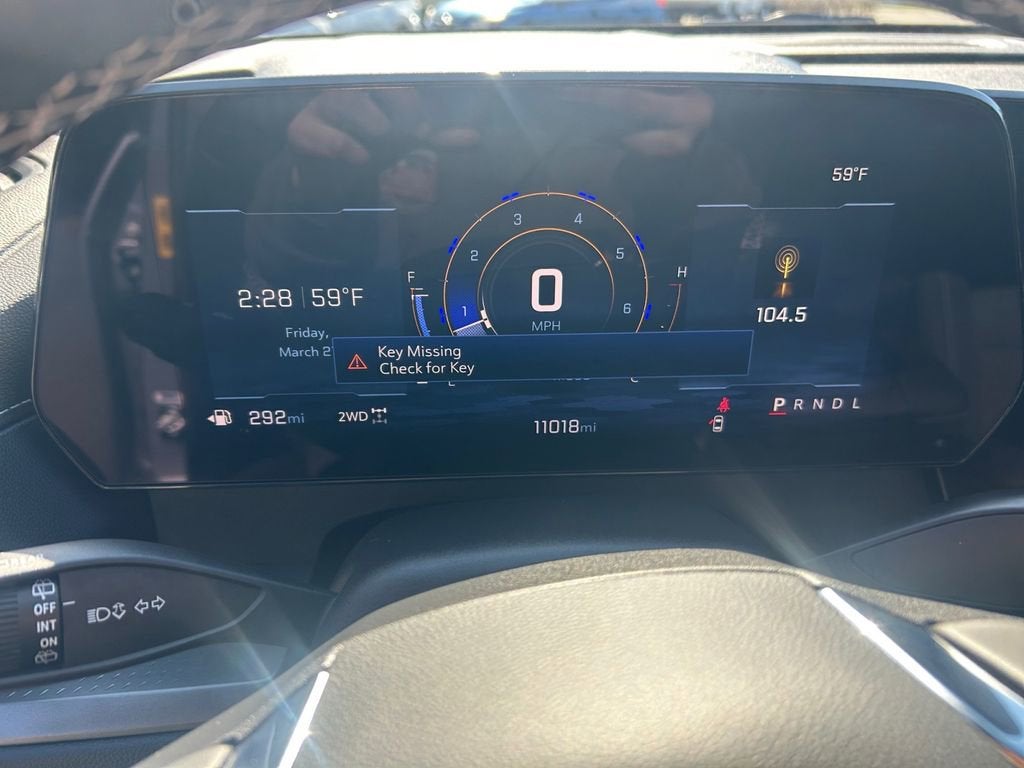 59°F
3 4
2 5
F H
2:28 59°F
0
1 6
104.5
MPH
Friday,
March 2
Key Missing
Check for Key
P R N D L
292mi
2WD
11018mi
OFF
INT
ON